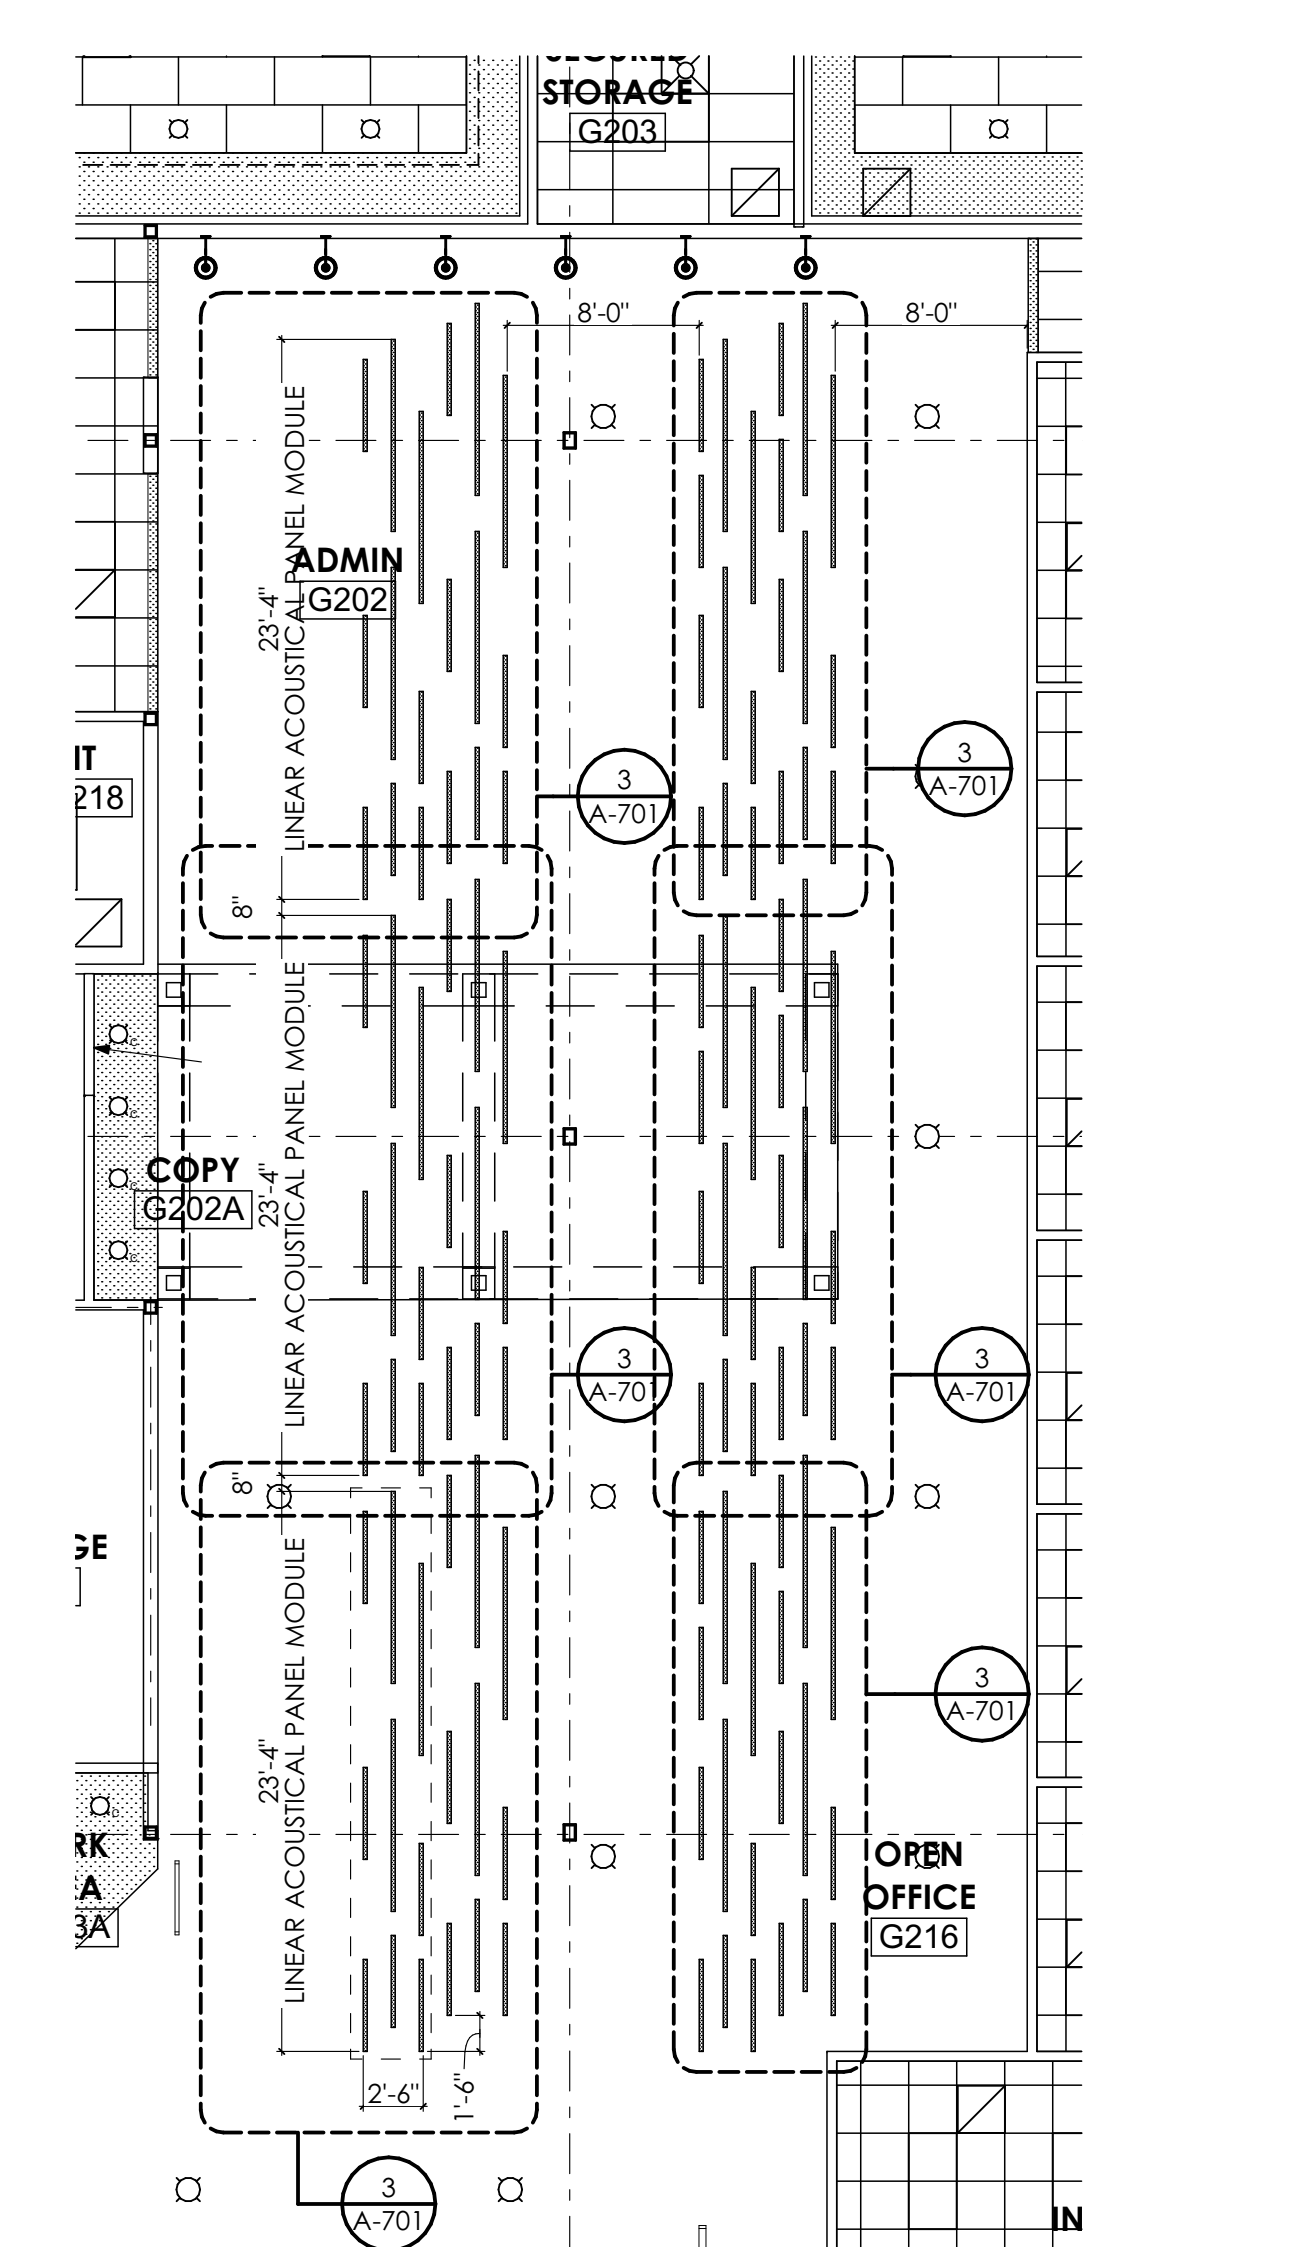 SECURED
STORAGE
G203
8'-0"
8'-0"
LINEAR ACOUSTICAL PANEL MODULE
23'-4"
ADMIN
G202
3
A-701
3
A-701
218
8"
LINEAR ACOUSTICAL PANEL MODULE
23'-4"
C
C
C
C
COPY
G202A
3
A-701
3
A-701
8"
GE
LINEAR ACOUSTICAL PANEL MODULE
23'-4"
3
A-701
C
RK
A
3A
OPEN
OFFICE
G216
2'-6"
1'-6"
3
A-701
IN